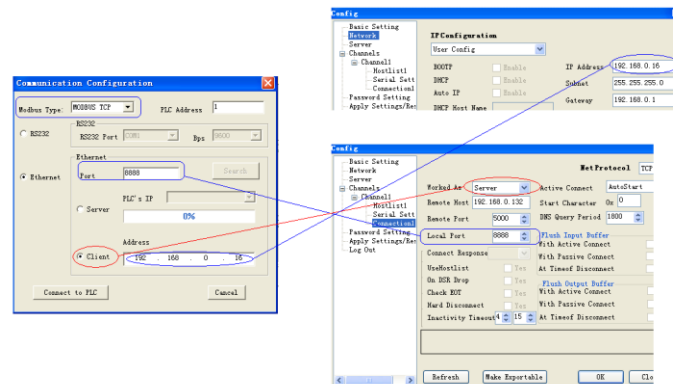 Communication Configuration
Modbus Type: MODBUS TCP PLC Address 1
RS232
RS232 RS232 Port COM1 Bps 9600
Ethernet
Ethernet Port 8888 Search
PLC's IP
Server
0%
Address
Client 192 . 168 . 0 . 16
Connect to PLC Cancel
Config
Basic Setting
Network
Server
Channels
Channel1
Hostlist1
Serial Sett
Connection1
Password Setting
Apply Settings/Res
IPConfiguration
User Config
BOOTP Enable IP Address 192.168.0.16
DHCP Enable Subnet 255.255.255.0
Auto IP Enable Gateway 192.168.0.1
DHCP Host Name
Config
Basic Setting
Network
Server
Channels
Channel1
Hostlist1
Serial Sett
Connection1
Password Setting
Apply Settings/Res
Log Out
Net Protocol TCP
Worked As Server Active Connect AutoStart
Remote Host 192.168.0.132 Start Character 0x 0
Remote Port 5000 DNS Query Period 1800
Local Port 8888 Flush Input Buffer
With Active Connect
Connect Response With Passive Connect
UseHostlist Yes At Timeof Disconnect
On DSR Drop Yes Flush Output Buffer
Check EOT Yes With Active Connect
Hard Disconnect Yes With Passive Connect
Inactivity Timeout 4 15 At Timeof Disconnect
Refresh Make Exportable OK Clo